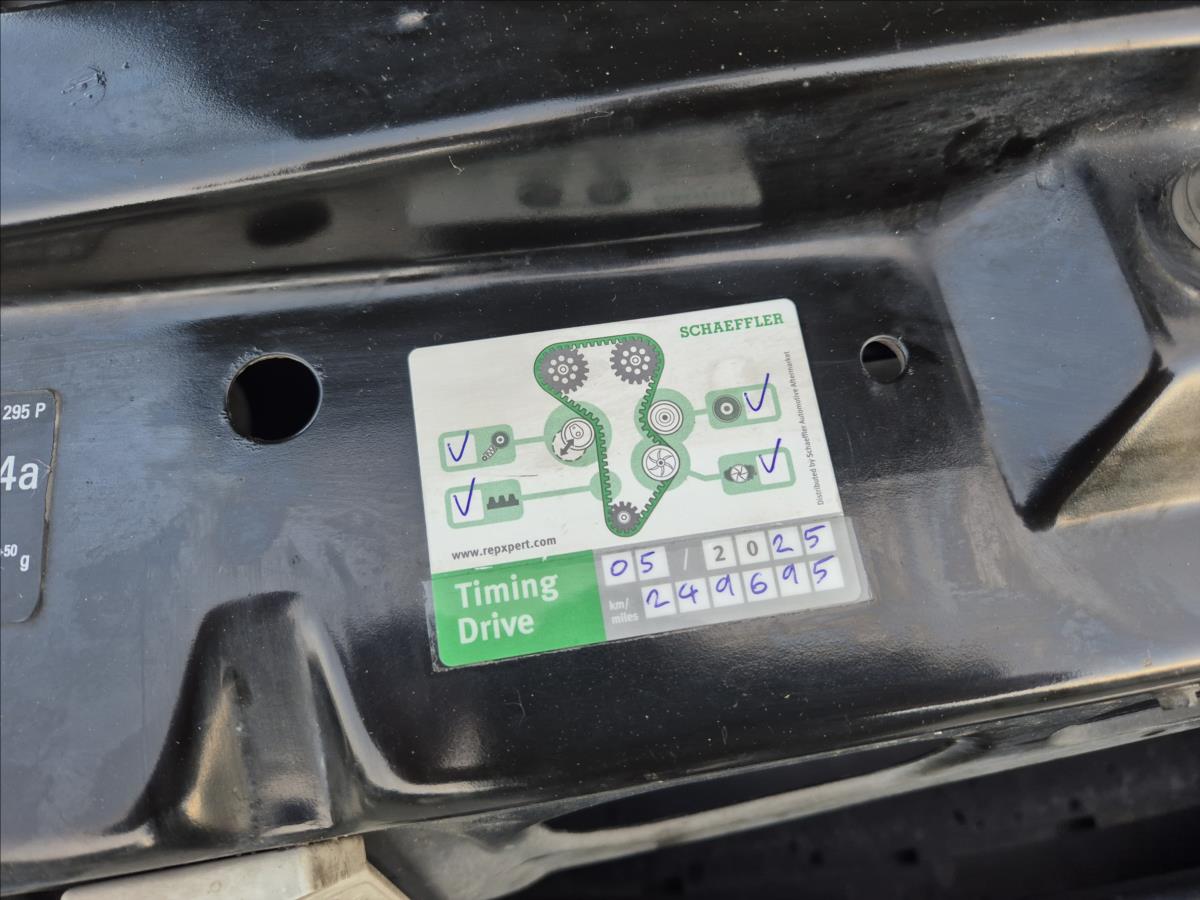 SCHAEFFLER
Distributed by Schaeffler Automotive Aftermarket
www.repxpert.com
Timing
Drive
05 / 2025
km/
miles
249695
295 P
4a
50 g